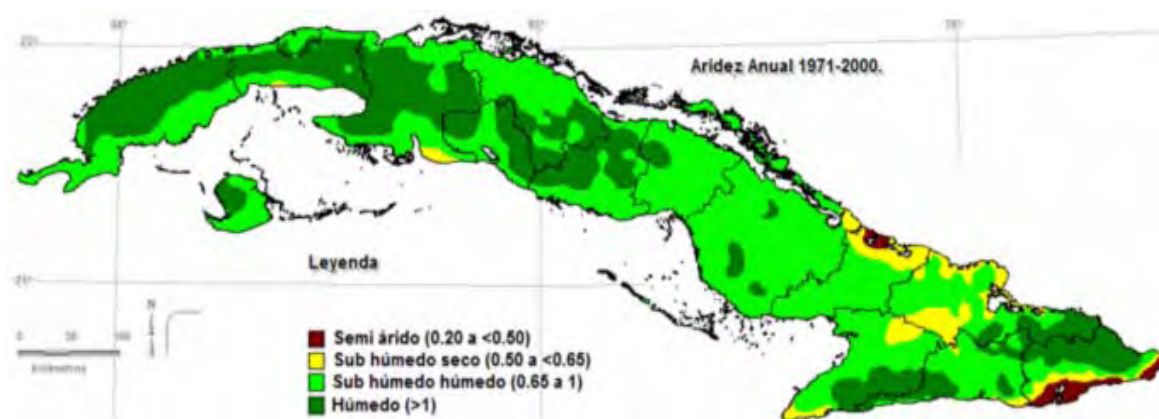 Aridez Anual 1971-2000.
Leyenda
N
Semi árido (0.20 a <0.50)
Sub húmedo seco (0.50 a <0.65)
Sub húmedo húmedo (0.65 a 1)
Húmedo (>1)